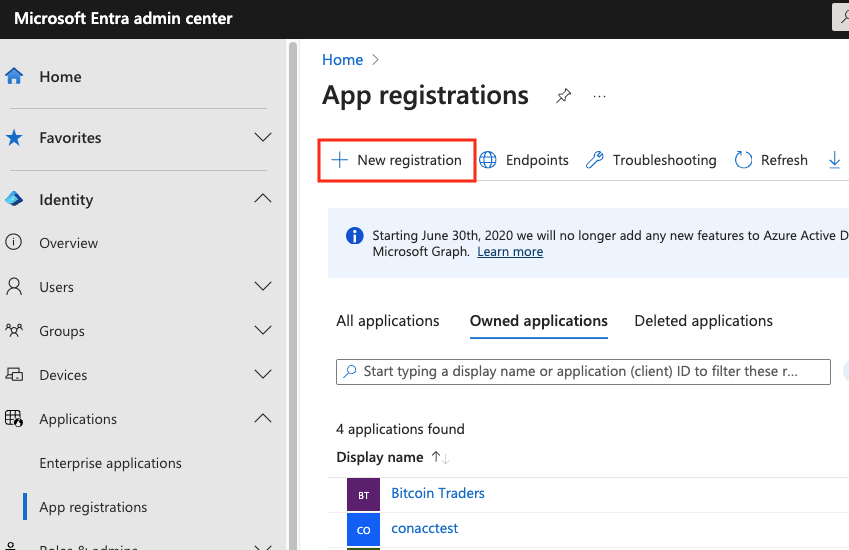 Microsoft Entra admin center
Home
Favorites
Identity
Overview
Users
Groups
Devices
Applications
Enterprise applications
App registrations
Roles & admins
Home
App registrations
New registration
Endpoints
Troubleshooting
Refresh
Starting June 30th, 2020 we will no longer add any new features to Azure Active D
Microsoft Graph. Learn more
All applications
Owned applications
Deleted applications
Start typing a display name or application (client) ID to filter these r...
4 applications found
Display name
BT Bitcoin Traders
CO conacctest